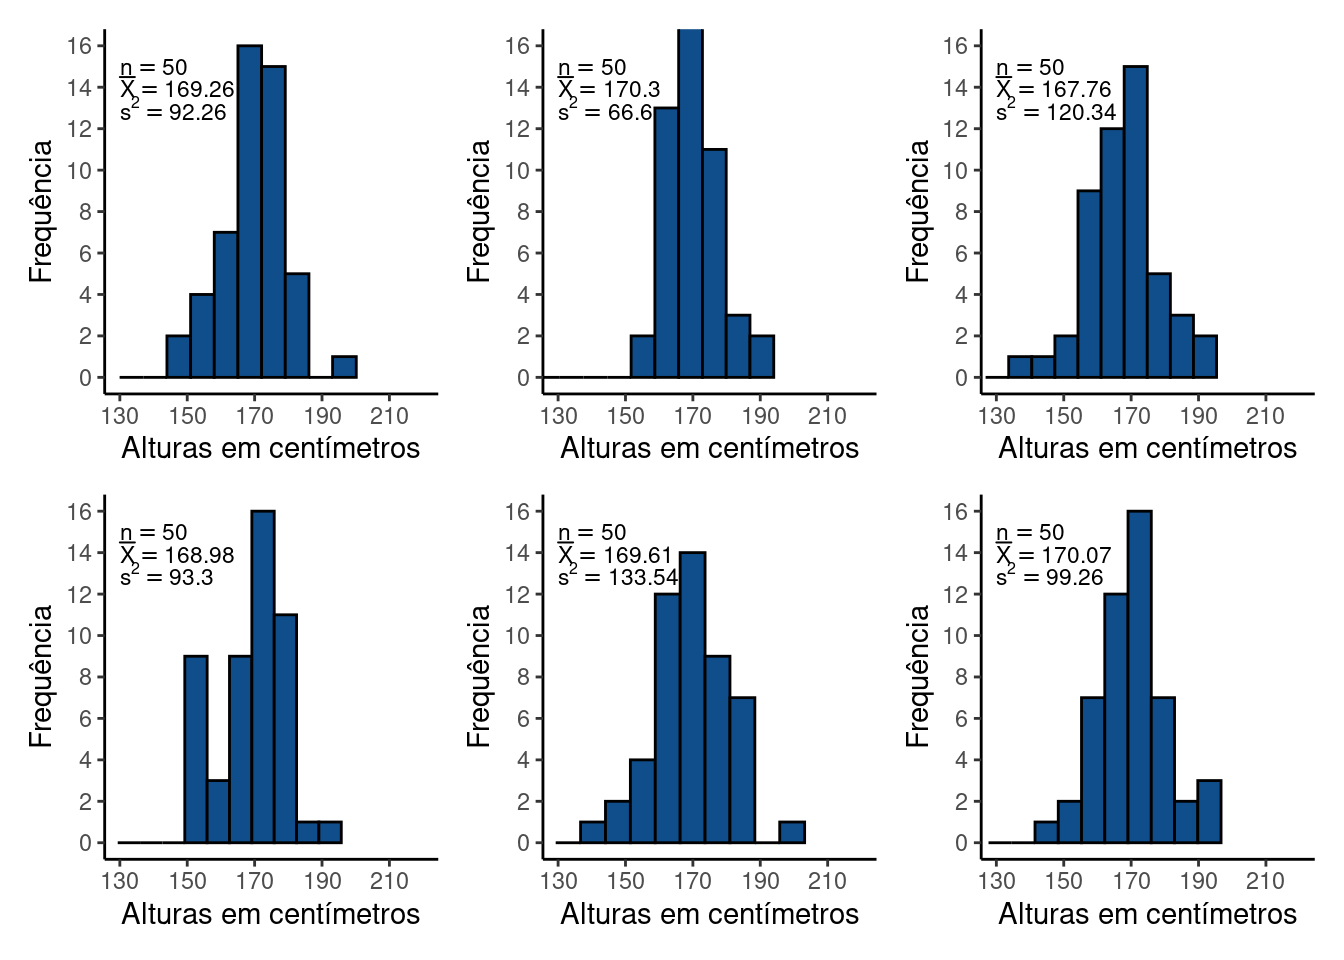 16
14
12
10
8
6
4
2
0
Frequência
n = 50
X = 169.26
s² = 92.26
130 150 170 190 210
Alturas em centímetros
16
14
12
10
8
6
4
2
0
Frequência
n = 50
X = 170.3
s² = 66.6
130 150 170 190 210
Alturas em centímetros
16
14
12
10
8
6
4
2
0
Frequência
n = 50
X = 167.76
s² = 120.34
130 150 170 190 210
Alturas em centímetros
16
14
12
10
8
6
4
2
0
Frequência
n = 50
X = 168.98
s² = 93.3
130 150 170 190 210
Alturas em centímetros
16
14
12
10
8
6
4
2
0
Frequência
n = 50
X = 169.61
s² = 133.54
130 150 170 190 210
Alturas em centímetros
16
14
12
10
8
6
4
2
0
Frequência
n = 50
X = 170.07
s² = 99.26
130 150 170 190 210
Alturas em centímetros